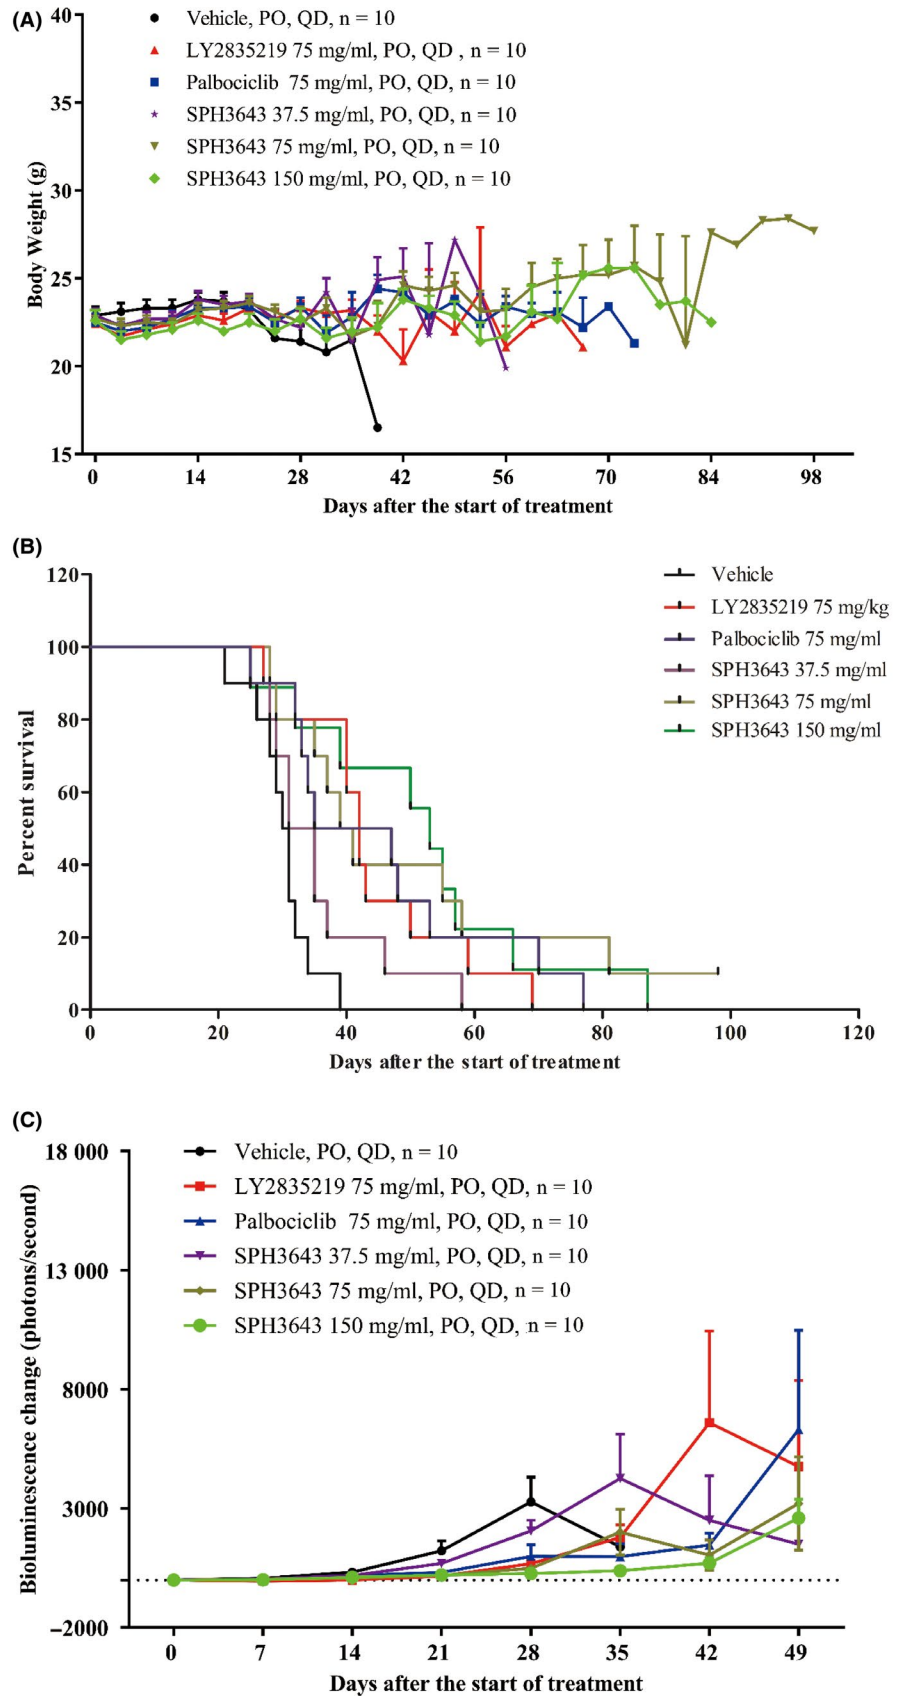 (A)
40
35
30
25
20
15
Body Weight (g)
Vehicle, PO, QD, n = 10
LY2835219 75 mg/ml, PO, QD , n = 10
Palbociclib 75 mg/ml, PO, QD, n = 10
SPH3643 37.5 mg/ml, PO, QD, n = 10
SPH3643 75 mg/ml, PO, QD, n = 10
SPH3643 150 mg/ml, PO, QD, n = 10
0 14 28 42 56 70 84 98
Days after the start of treatment
(B)
120
100
80
60
40
20
0
Percent survival
Vehicle
LY2835219 75 mg/kg
Palbociclib 75 mg/ml
SPH3643 37.5 mg/ml
SPH3643 75 mg/ml
SPH3643 150 mg/ml
0 20 40 60 80 100 120
Days after the start of treatment
(C)
18 000
13 000
8000
3000
–2000
Bioluminescence change (photons/second)
Vehicle, PO, QD, n = 10
LY2835219 75 mg/ml, PO, QD, n = 10
Palbociclib 75 mg/ml, PO, QD, n = 10
SPH3643 37.5 mg/ml, PO, QD, n = 10
SPH3643 75 mg/ml, PO, QD, n = 10
SPH3643 150 mg/ml, PO, QD, n = 10
0 7 14 21 28 35 42 49
Days after the start of treatment